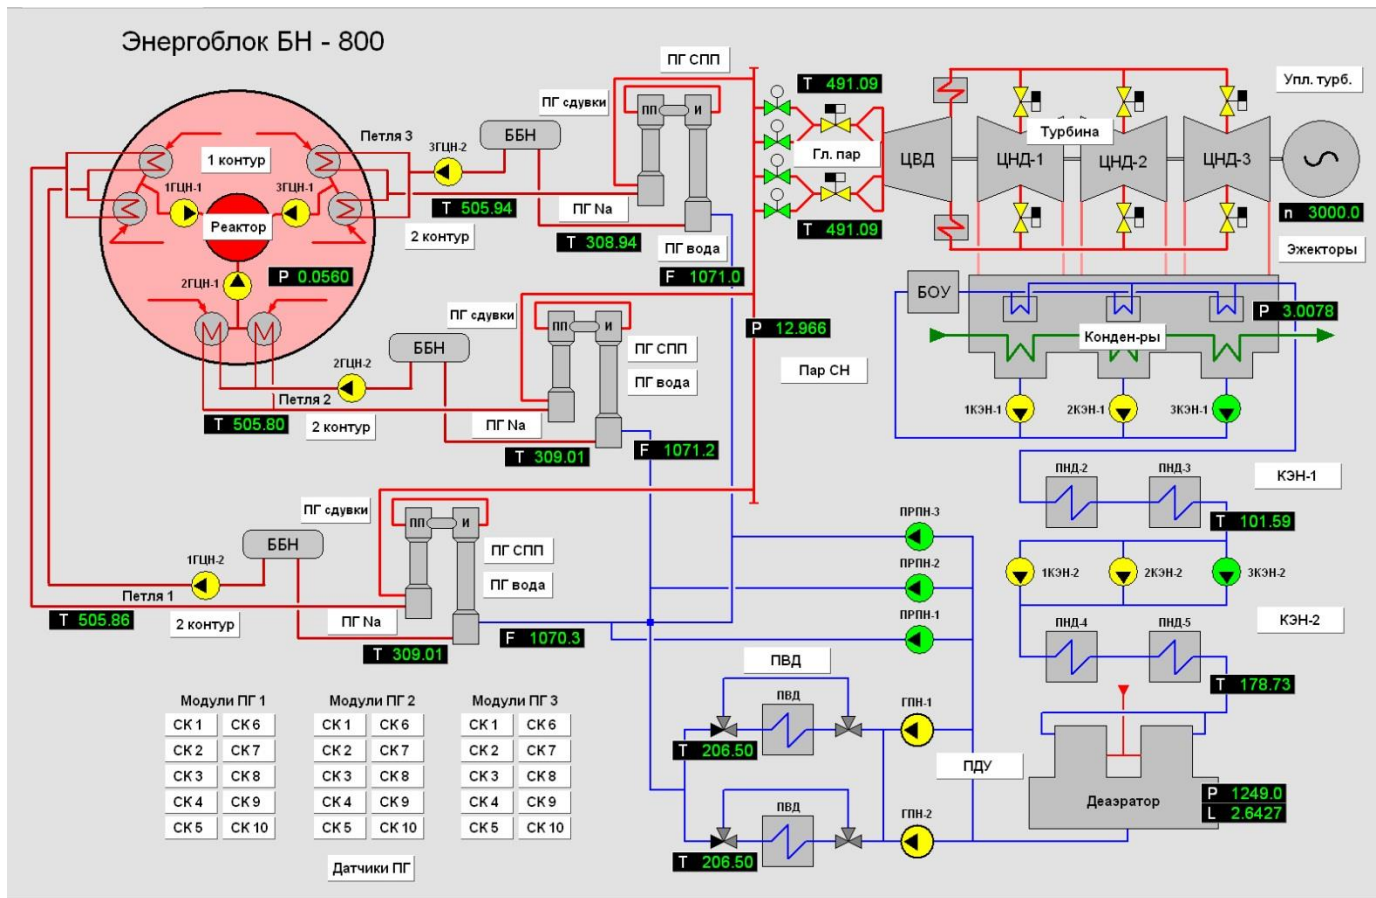 Энергоблок БН - 800
ПГ СПП
Т 491.09
Упл. турб.
ПГ сдувки
ПП
И
Петля 3
3ГЦН-2
ББН
1 контур
Гл. пар
ЦВД
Турбина
ЦНД-1
ЦНД-2
ЦНД-3
1ГЦН-1
3ГЦН-1
Реактор
Т 505.94
ПГ Na
2 контур
Т 308.94
ПГ вода
Т 491.09
n 3000.0
Эжекторы
P 0.0560
2ГЦН-1
F 1071.0
БОУ
P 3.0078
ПГ сдувки
ПП
И
P 12.966
Конден-ры
ББН
ПГ СПП
2ГЦН-2
Пар СН
ПГ вода
Петля 2
1КЭН-1
2КЭН-1
3КЭН-1
Т 505.80
2 контур
ПГ Na
Т 309.01
F 1071.2
ПНД-2
ПНД-3
КЭН-1
ПГ сдувки
ПП
И
ПРПН-3
Т 101.59
ББН
ПГ СПП
1ГЦН-2
ПРПН-2
1КЭН-2
2КЭН-2
3КЭН-2
ПГ вода
Петля 1
Т 505.86
2 контур
ПГ Na
ПРПН-1
КЭН-2
F 1070.3
ПНД-4
ПНД-5
Т 309.01
ПВД
Т 178.73
Модули ПГ 1
Модули ПГ 2
Модули ПГ 3
ПВД
ГПН-1
СК 1 СК 6 СК 1 СК 6 СК 1 СК 6
СК 2 СК 7 СК 2 СК 7 СК 2 СК 7
Т 206.50
ПДУ
СК 3 СК 8 СК 3 СК 8 СК 3 СК 8
СК 4 СК 9 СК 4 СК 9 СК 4 СК 9
ПВД
ГПН-2
Деаэратор
P 1249.0
L 2.6427
СК 5 СК 10 СК 5 СК 10 СК 5 СК 10
Т 206.50
Датчики ПГ